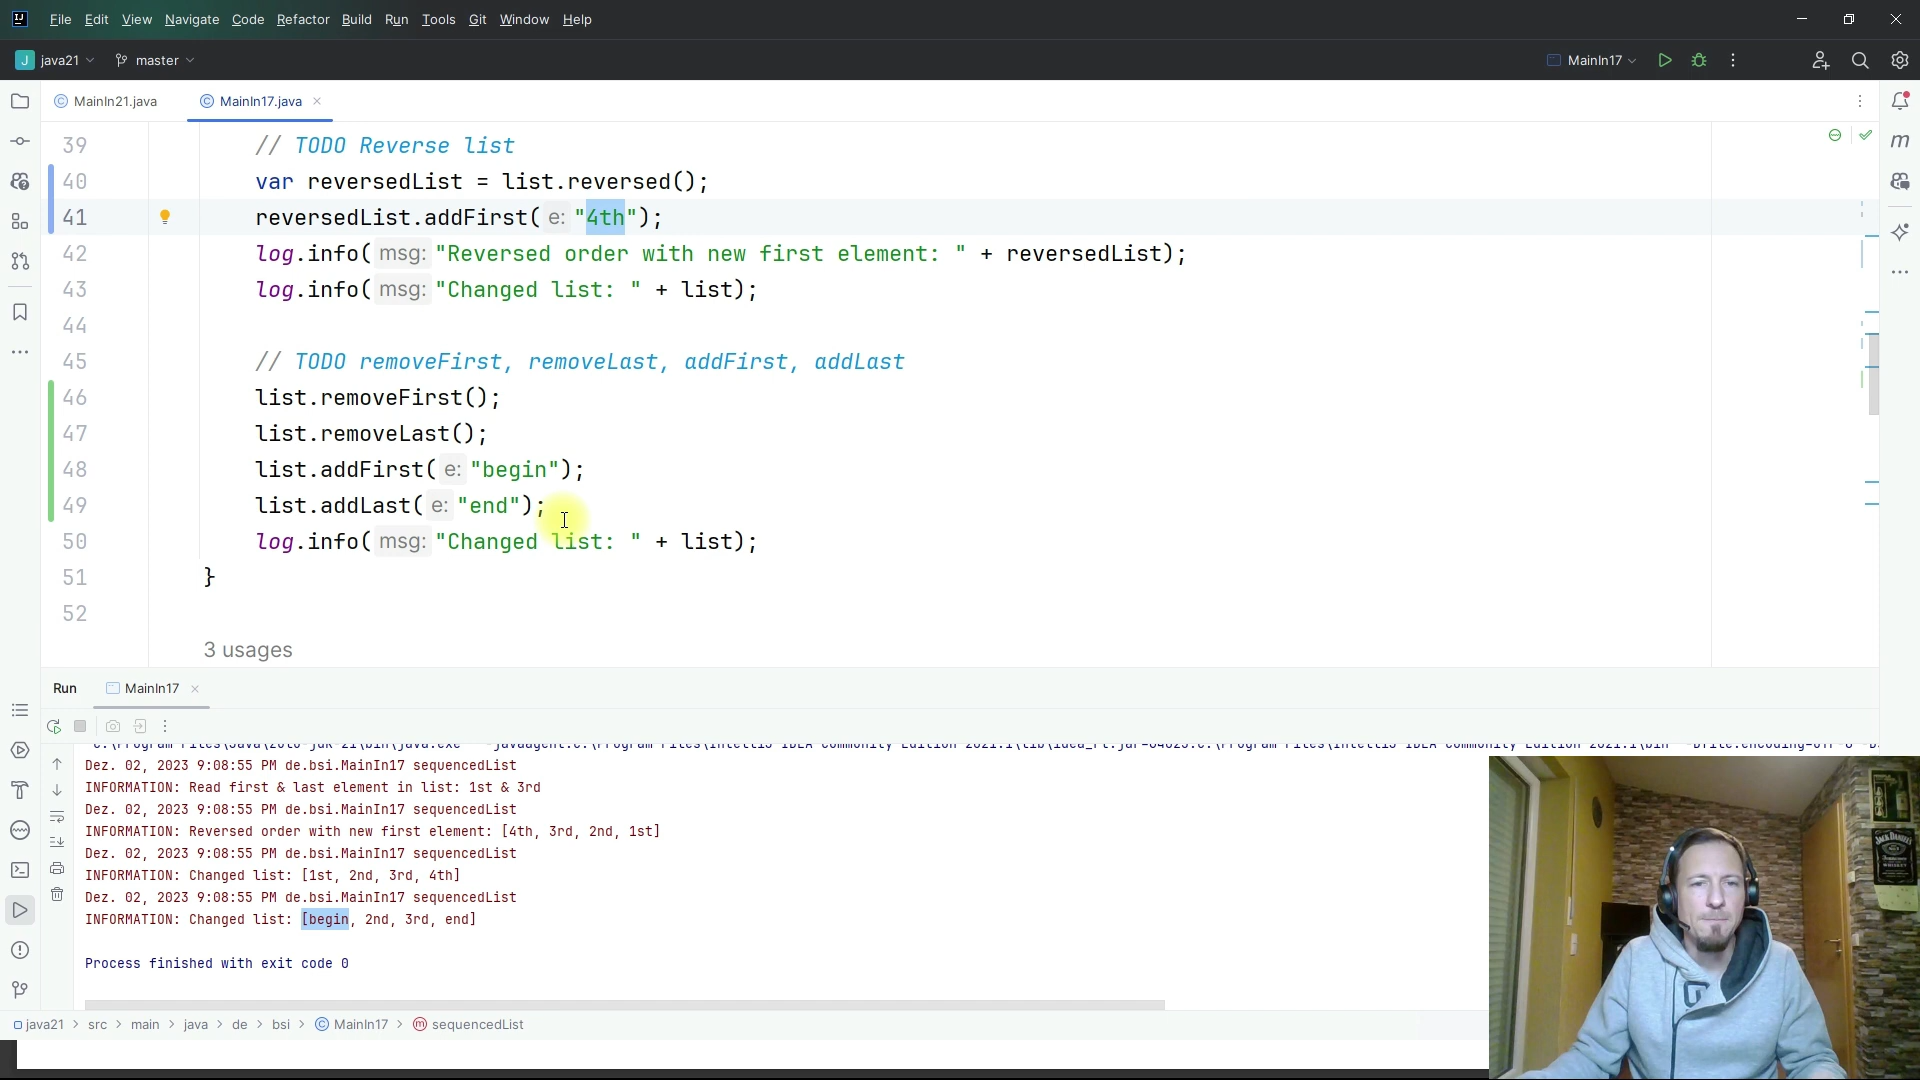 File Edit View Navigate Code Refactor Build Run Tools Git Window Help
J java21 master MainIn17
MainIn21.java MainIn17.java
39 // TODO Reverse list
40 var reversedList = list.reversed();
41 reversedList.addFirst( e: "4th");
42 log.info( msg: "Reversed order with new first element: " + reversedList);
43 log.info( msg: "Changed list: " + list);
44
45 // TODO removeFirst, removeLast, addFirst, addLast
46 list.removeFirst();
47 list.removeLast();
48 list.addFirst( e: "begin");
49 list.addLast( e: "end");
50 log.info( msg: "Changed list: " + list);
51 }
52
3 usages
Run MainIn17
Dez. 02, 2023 9:08:55 PM de.bsi.MainIn17 sequencedList
INFORMATION: Read first & last element in list: 1st & 3rd
Dez. 02, 2023 9:08:55 PM de.bsi.MainIn17 sequencedList
INFORMATION: Reversed order with new first element: [4th, 3rd, 2nd, 1st]
Dez. 02, 2023 9:08:55 PM de.bsi.MainIn17 sequencedList
INFORMATION: Changed list: [1st, 2nd, 3rd, 4th]
Dez. 02, 2023 9:08:55 PM de.bsi.MainIn17 sequencedList
INFORMATION: Changed list: [begin, 2nd, 3rd, end]
Process finished with exit code 0
java21 > src > main > java > de > bsi > MainIn17 > sequencedList